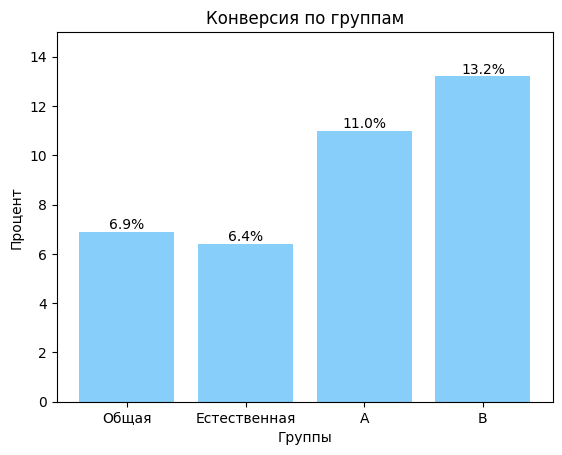 Конверсия по группам
Процент
14
12
10
8
6
4
2
0
6.9%
6.4%
11.0%
13.2%
Общая
Естественная
A
B
Группы